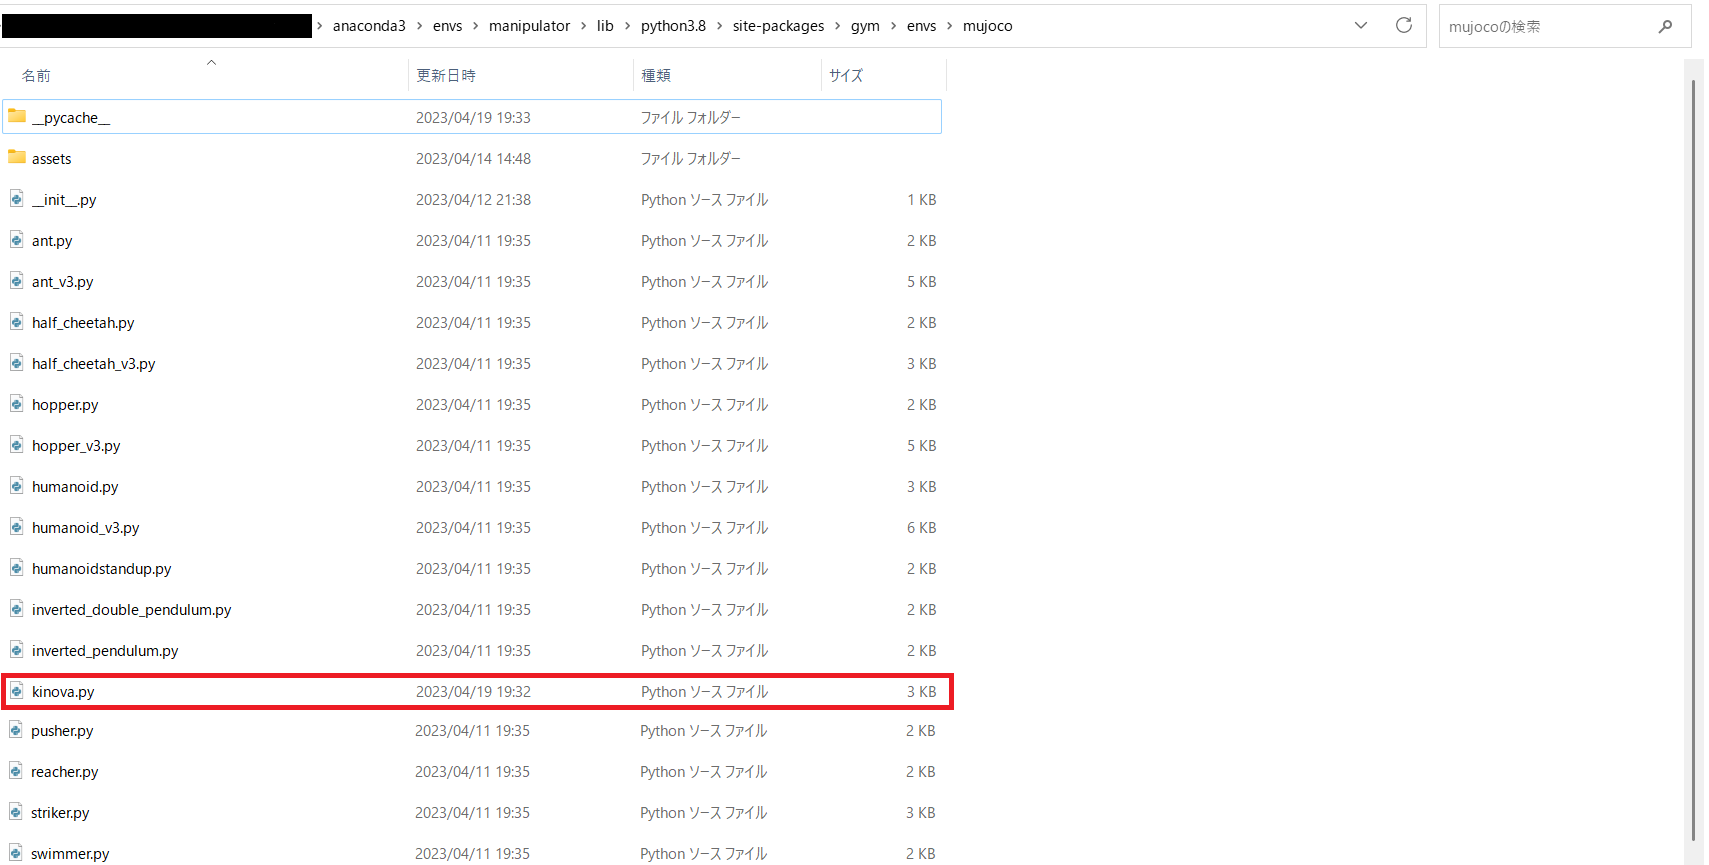 anaconda3 > envs > manipulator > lib > python3.8 > site-packages > gym > envs > mujoco mujocoの検索
名前 更新日時 種類 サイズ
__pycache__ 2023/04/19 19:33 ファイル フォルダー
assets 2023/04/14 14:48 ファイル フォルダー
__init__.py 2023/04/12 21:38 Python ソース ファイル 1 KB
ant.py 2023/04/11 19:35 Python ソース ファイル 2 KB
ant_v3.py 2023/04/11 19:35 Python ソース ファイル 5 KB
half_cheetah.py 2023/04/11 19:35 Python ソース ファイル 2 KB
half_cheetah_v3.py 2023/04/11 19:35 Python ソース ファイル 3 KB
hopper.py 2023/04/11 19:35 Python ソース ファイル 2 KB
hopper_v3.py 2023/04/11 19:35 Python ソース ファイル 5 KB
humanoid.py 2023/04/11 19:35 Python ソース ファイル 3 KB
humanoid_v3.py 2023/04/11 19:35 Python ソース ファイル 6 KB
humanoidstandup.py 2023/04/11 19:35 Python ソース ファイル 2 KB
inverted_double_pendulum.py 2023/04/11 19:35 Python ソース ファイル 2 KB
inverted_pendulum.py 2023/04/11 19:35 Python ソース ファイル 2 KB
kinova.py 2023/04/19 19:32 Python ソース ファイル 3 KB
pusher.py 2023/04/11 19:35 Python ソース ファイル 2 KB
reacher.py 2023/04/11 19:35 Python ソース ファイル 2 KB
striker.py 2023/04/11 19:35 Python ソース ファイル 3 KB
swimmer.py 2023/04/11 19:35 Python ソース ファイル 2 KB